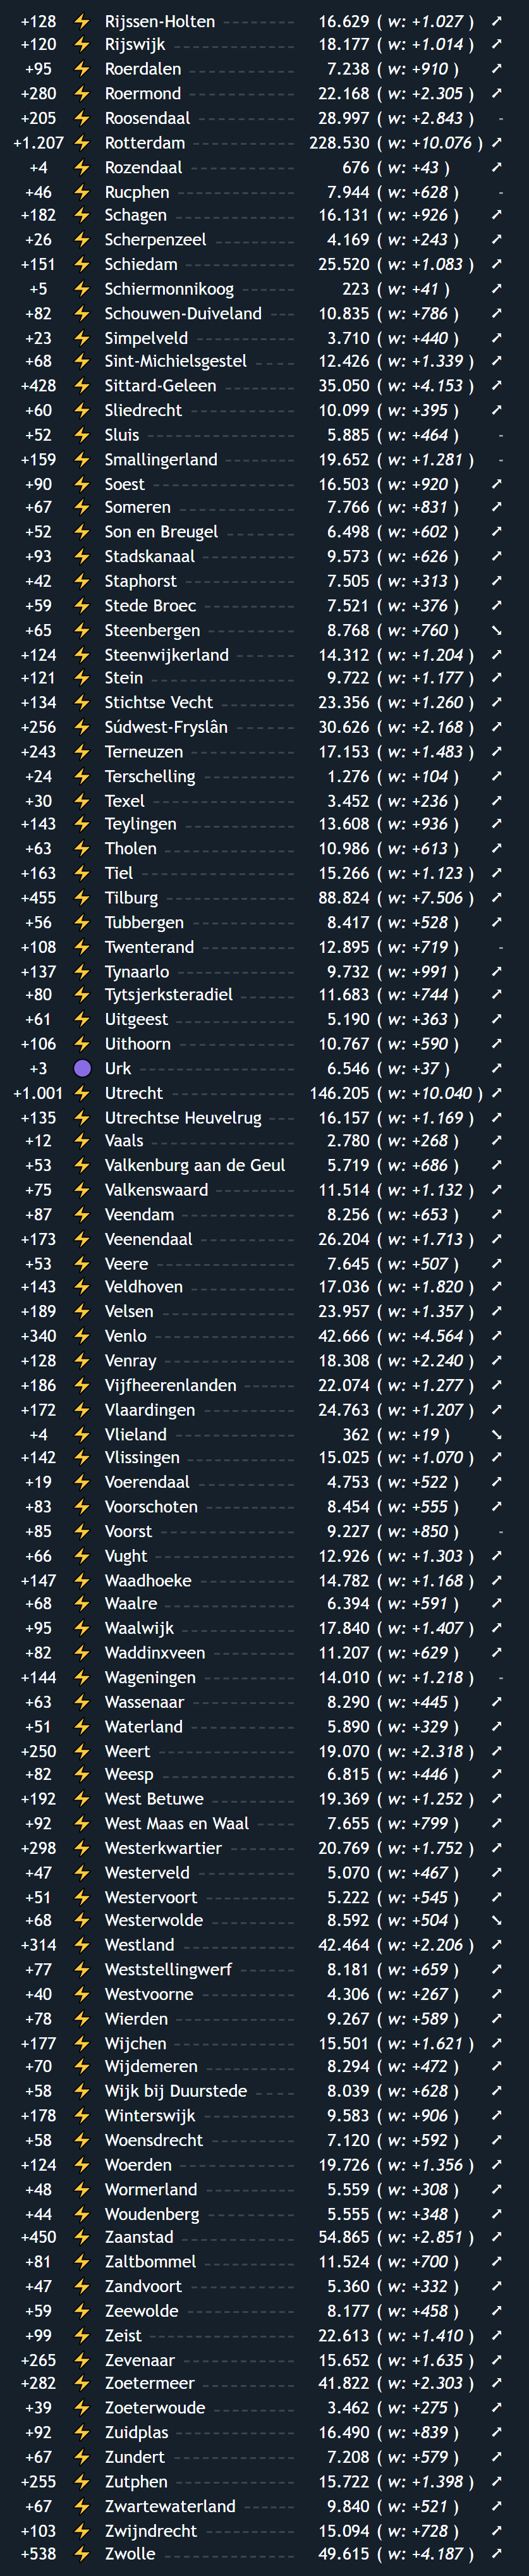 +128 ⚡ Rijssen-Holten ---------- 16.629 ( w: +1.027 ) ➚
+120 ⚡ Rijswijk ---------- 18.177 ( w: +1.014 ) ➚
+95 ⚡ Roerdalen ---------- 7.238 ( w: +910 ) ➚
+280 ⚡ Roermond ---------- 22.168 ( w: +2.305 ) ➚
+205 ⚡ Roosendaal ---------- 28.997 ( w: +2.843 ) -
+1.207 ⚡ Rotterdam ---------- 228.530 ( w: +10.076 ) ➚
+4 ⚡ Rozendaal ---------- 676 ( w: +43 ) ➚
+46 ⚡ Rucphen ---------- 7.944 ( w: +628 ) -
+182 ⚡ Schagen ---------- 16.131 ( w: +926 ) ➚
+26 ⚡ Scherpenzeel ---------- 4.169 ( w: +243 ) ➚
+151 ⚡ Schiedam ---------- 25.520 ( w: +1.083 ) ➚
+5 ⚡ Schiermonnikoog ------- 223 ( w: +41 ) ➚
+82 ⚡ Schouwen-Duiveland --- 10.835 ( w: +786 ) ➚
+23 ⚡ Simpelveld ---------- 3.710 ( w: +440 ) ➚
+68 ⚡ Sint-Michielsgestel ----- 12.426 ( w: +1.339 ) ➚
+428 ⚡ Sittard-Geleen ---------- 35.050 ( w: +4.153 ) ➚
+60 ⚡ Sliedrecht ---------- 10.099 ( w: +395 ) ➚
+52 ⚡ Sluis ---------- 5.885 ( w: +464 ) -
+159 ⚡ Smallingerland ---------- 19.652 ( w: +1.281 ) -
+90 ⚡ Soest ---------- 16.503 ( w: +920 ) ➚
+67 ⚡ Someren ---------- 7.766 ( w: +831 ) ➚
+52 ⚡ Son en Breugel ---------- 6.498 ( w: +602 ) ➚
+93 ⚡ Stadskanaal ---------- 9.573 ( w: +626 ) ➚
+42 ⚡ Staphorst ---------- 7.505 ( w: +313 ) ➚
+59 ⚡ Stede Broec ---------- 7.521 ( w: +376 ) ➚
+65 ⚡ Steenbergen ---------- 8.768 ( w: +760 ) ➘
+124 ⚡ Steenwijkerland ------- 14.312 ( w: +1.204 ) ➚
+121 ⚡ Stein ---------- 9.722 ( w: +1.177 ) ➚
+134 ⚡ Stichtse Vecht ---------- 23.356 ( w: +1.260 ) ➚
+256 ⚡ Súdwest-Fryslân ------- 30.626 ( w: +2.168 ) ➚
+243 ⚡ Terneuzen ---------- 17.153 ( w: +1.483 ) ➚
+24 ⚡ Terschelling ---------- 1.276 ( w: +104 ) ➚
+30 ⚡ Texel ---------- 3.452 ( w: +236 ) ➚
+143 ⚡ Teylingen ---------- 13.608 ( w: +936 ) ➚
+63 ⚡ Tholen ---------- 10.986 ( w: +613 ) ➚
+163 ⚡ Tiel ---------- 15.266 ( w: +1.123 ) ➚
+455 ⚡ Tilburg ---------- 88.824 ( w: +7.506 ) ➚
+56 ⚡ Tubbergen ---------- 8.417 ( w: +528 ) ➚
+108 ⚡ Twenterand ---------- 12.895 ( w: +719 ) -
+137 ⚡ Tynaarlo ---------- 9.732 ( w: +991 ) ➚
+80 ⚡ Tytsjerksteradiel ------- 11.683 ( w: +744 ) ➚
+61 ⚡ Uitgeest ---------- 5.190 ( w: +363 ) ➚
+106 ⚡ Uithoorn ---------- 10.767 ( w: +590 ) ➚
+3 🟣 Urk ---------- 6.546 ( w: +37 ) ➚
+1.001 ⚡ Utrecht ---------- 146.205 ( w: +10.040 ) ➚
+135 ⚡ Utrechtse Heuvelrug --- 16.157 ( w: +1.169 ) ➚
+12 ⚡ Vaals ---------- 2.780 ( w: +268 ) ➚
+53 ⚡ Valkenburg aan de Geul 5.719 ( w: +686 ) ➚
+75 ⚡ Valkenswaard ---------- 11.514 ( w: +1.132 ) ➚
+87 ⚡ Veendam ---------- 8.256 ( w: +653 ) ➚
+173 ⚡ Veenendaal ---------- 26.204 ( w: +1.713 ) ➚
+53 ⚡ Veere ---------- 7.645 ( w: +507 ) ➚
+143 ⚡ Veldhoven ---------- 17.036 ( w: +1.820 ) ➚
+189 ⚡ Velsen ---------- 23.957 ( w: +1.357 ) ➚
+340 ⚡ Venlo ---------- 42.666 ( w: +4.564 ) ➚
+128 ⚡ Venray ---------- 18.308 ( w: +2.240 ) ➚
+186 ⚡ Vijfheerenlanden ------- 22.074 ( w: +1.277 ) ➚
+172 ⚡ Vlaardingen ---------- 24.763 ( w: +1.207 ) ➚
+4 ⚡ Vlieland ---------- 362 ( w: +19 ) ➘
+142 ⚡ Vlissingen ---------- 15.025 ( w: +1.070 ) ➚
+19 ⚡ Voerendaal ---------- 4.753 ( w: +522 ) ➚
+83 ⚡ Voorschoten ---------- 8.454 ( w: +555 ) ➚
+85 ⚡ Voorst ---------- 9.227 ( w: +850 ) -
+66 ⚡ Vught ---------- 12.926 ( w: +1.303 ) ➚
+147 ⚡ Waadhoeke ---------- 14.782 ( w: +1.168 ) ➚
+68 ⚡ Waalre ---------- 6.394 ( w: +591 ) ➚
+95 ⚡ Waalwijk ---------- 17.840 ( w: +1.407 ) ➚
+82 ⚡ Waddinxveen ---------- 11.207 ( w: +629 ) ➚
+144 ⚡ Wageningen ---------- 14.010 ( w: +1.218 ) -
+63 ⚡ Wassenaar ---------- 8.290 ( w: +445 ) ➚
+51 ⚡ Waterland ---------- 5.890 ( w: +329 ) ➚
+250 ⚡ Weert ---------- 19.070 ( w: +2.318 ) ➚
+82 ⚡ Weesp ---------- 6.815 ( w: +446 ) ➚
+192 ⚡ West Betuwe ---------- 19.369 ( w: +1.252 ) ➚
+92 ⚡ West Maas en Waal ----- 7.655 ( w: +799 ) ➚
+298 ⚡ Westerkwartier ---------- 20.769 ( w: +1.752 ) ➚
+47 ⚡ Westerveld ---------- 5.070 ( w: +467 ) ➚
+51 ⚡ Westervoort ---------- 5.222 ( w: +545 ) ➚
+68 ⚡ Westerwolde ---------- 8.592 ( w: +504 ) ➘
+314 ⚡ Westland ---------- 42.464 ( w: +2.206 ) ➚
+77 ⚡ Weststellingwerf ------- 8.181 ( w: +659 ) ➚
+40 ⚡ Westvoorne ---------- 4.306 ( w: +267 ) ➚
+78 ⚡ Wierden ---------- 9.267 ( w: +589 ) ➚
+177 ⚡ Wijchen ---------- 15.501 ( w: +1.621 ) ➚
+70 ⚡ Wijdemeren ---------- 8.294 ( w: +472 ) ➚
+58 ⚡ Wijk bij Duurstede ----- 8.039 ( w: +628 ) ➚
+178 ⚡ Winterswijk ---------- 9.583 ( w: +906 ) ➚
+58 ⚡ Woensdrecht ---------- 7.120 ( w: +592 ) ➚
+124 ⚡ Woerden ---------- 19.726 ( w: +1.356 ) ➚
+48 ⚡ Wormerland ---------- 5.559 ( w: +308 ) ➚
+44 ⚡ Woudenberg ---------- 5.555 ( w: +348 ) ➚
+450 ⚡ Zaanstad ---------- 54.865 ( w: +2.851 ) ➚
+81 ⚡ Zaltbommel ---------- 11.524 ( w: +700 ) ➚
+47 ⚡ Zandvoort ---------- 5.360 ( w: +332 ) ➚
+59 ⚡ Zeewolde ---------- 8.177 ( w: +458 ) ➚
+99 ⚡ Zeist ---------- 22.613 ( w: +1.410 ) ➚
+265 ⚡ Zevenaar ---------- 15.652 ( w: +1.635 ) ➚
+282 ⚡ Zoetermeer ---------- 41.822 ( w: +2.303 ) ➚
+39 ⚡ Zoeterwoude ---------- 3.462 ( w: +275 ) ➚
+92 ⚡ Zuidplas ---------- 16.490 ( w: +839 ) ➚
+67 ⚡ Zundert ---------- 7.208 ( w: +579 ) ➚
+255 ⚡ Zutphen ---------- 15.722 ( w: +1.398 ) ➚
+67 ⚡ Zwartewaterland ------- 9.840 ( w: +521 ) ➚
+103 ⚡ Zwijndrecht ---------- 15.094 ( w: +728 ) ➚
+538 ⚡ Zwolle ---------- 49.615 ( w: +4.187 ) ➚